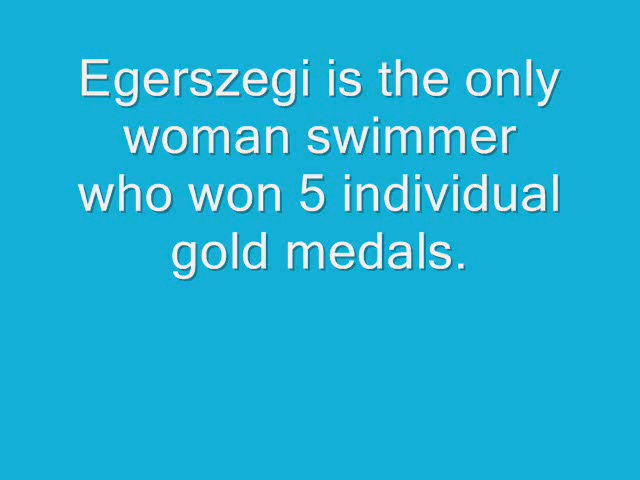 Egerszegi is the only
woman swimmer
who won 5 individual
gold medals.